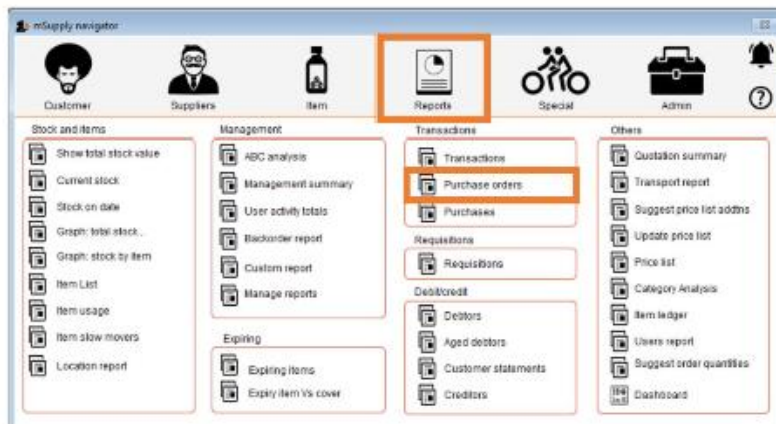 mSupply navigator
Customer
Suppliers
Item
Reports
Special
Admin
Stock and items
Show total stock value
Current stock
Stock on date
Graph: total stock...
Graph: stock by item
Item List
Item usage
Item slow movers
Location report
Management
ABC analysis
Management summary
User activity totals
Backorder report
Custom report
Manage reports
Expiring
Expiring items
Expiry item Vs cover
Transactions
Transactions
Purchase orders
Purchases
Requisitions
Requisitions
Debit/credit
Debtors
Aged debtors
Customer statements
Creditors
Others
Quotation summary
Transport report
Suggest price list addtns
Update price list
Price list
Category Analysis
Item ledger
Users report
Suggest order quantities
Dashboard